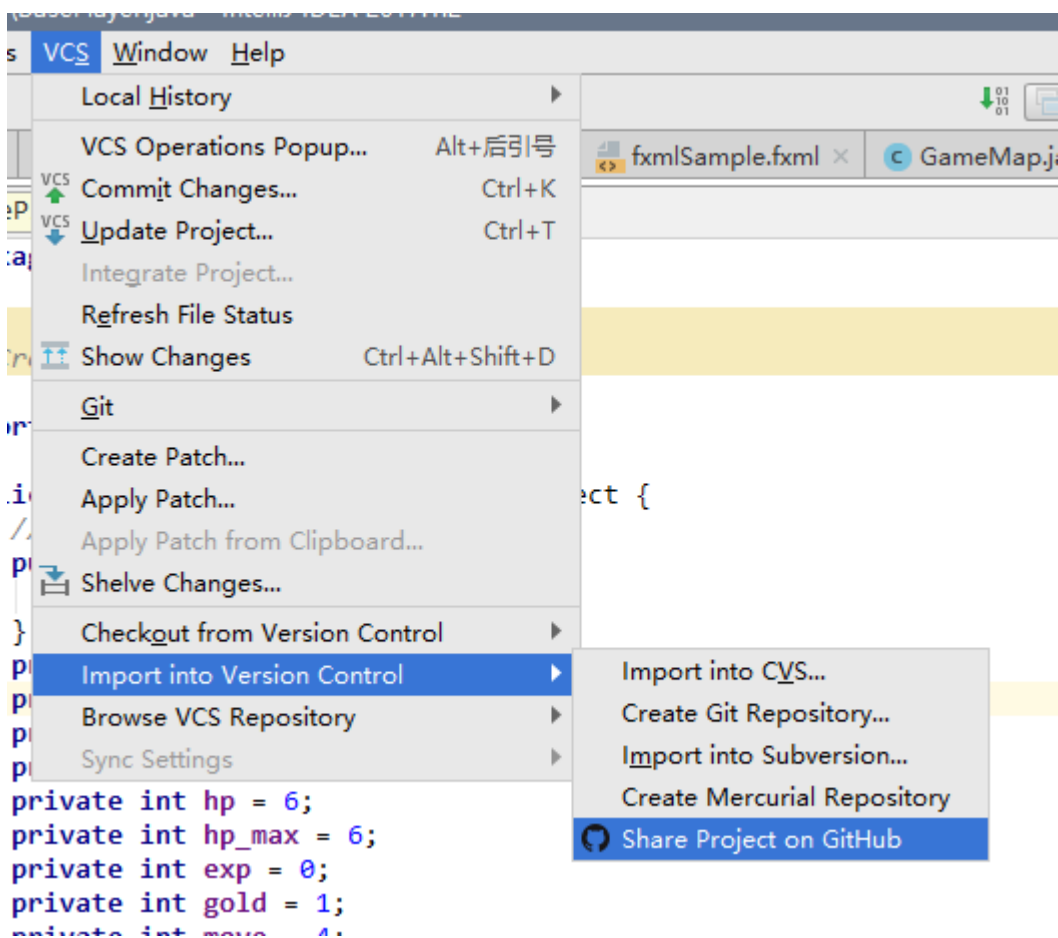 VCS Window Help
Local History
VCS Operations Popup... Alt+后引号
fxmlSample.fxml
GameMap.ja
VCS Commit Changes... Ctrl+K
VCS Update Project... Ctrl+T
Integrate Project...
Refresh File Status
Show Changes Ctrl+Alt+Shift+D
Git
Create Patch...
Apply Patch...
ect {
Apply Patch from Clipboard...
Shelve Changes...
}
Checkout from Version Control
Import into Version Control
Import into CVS...
Create Git Repository...
Browse VCS Repository
Import into Subversion...
Sync Settings
Create Mercurial Repository
Share Project on GitHub
private int hp = 6;
private int hp_max = 6;
private int exp = 0;
private int gold = 1;